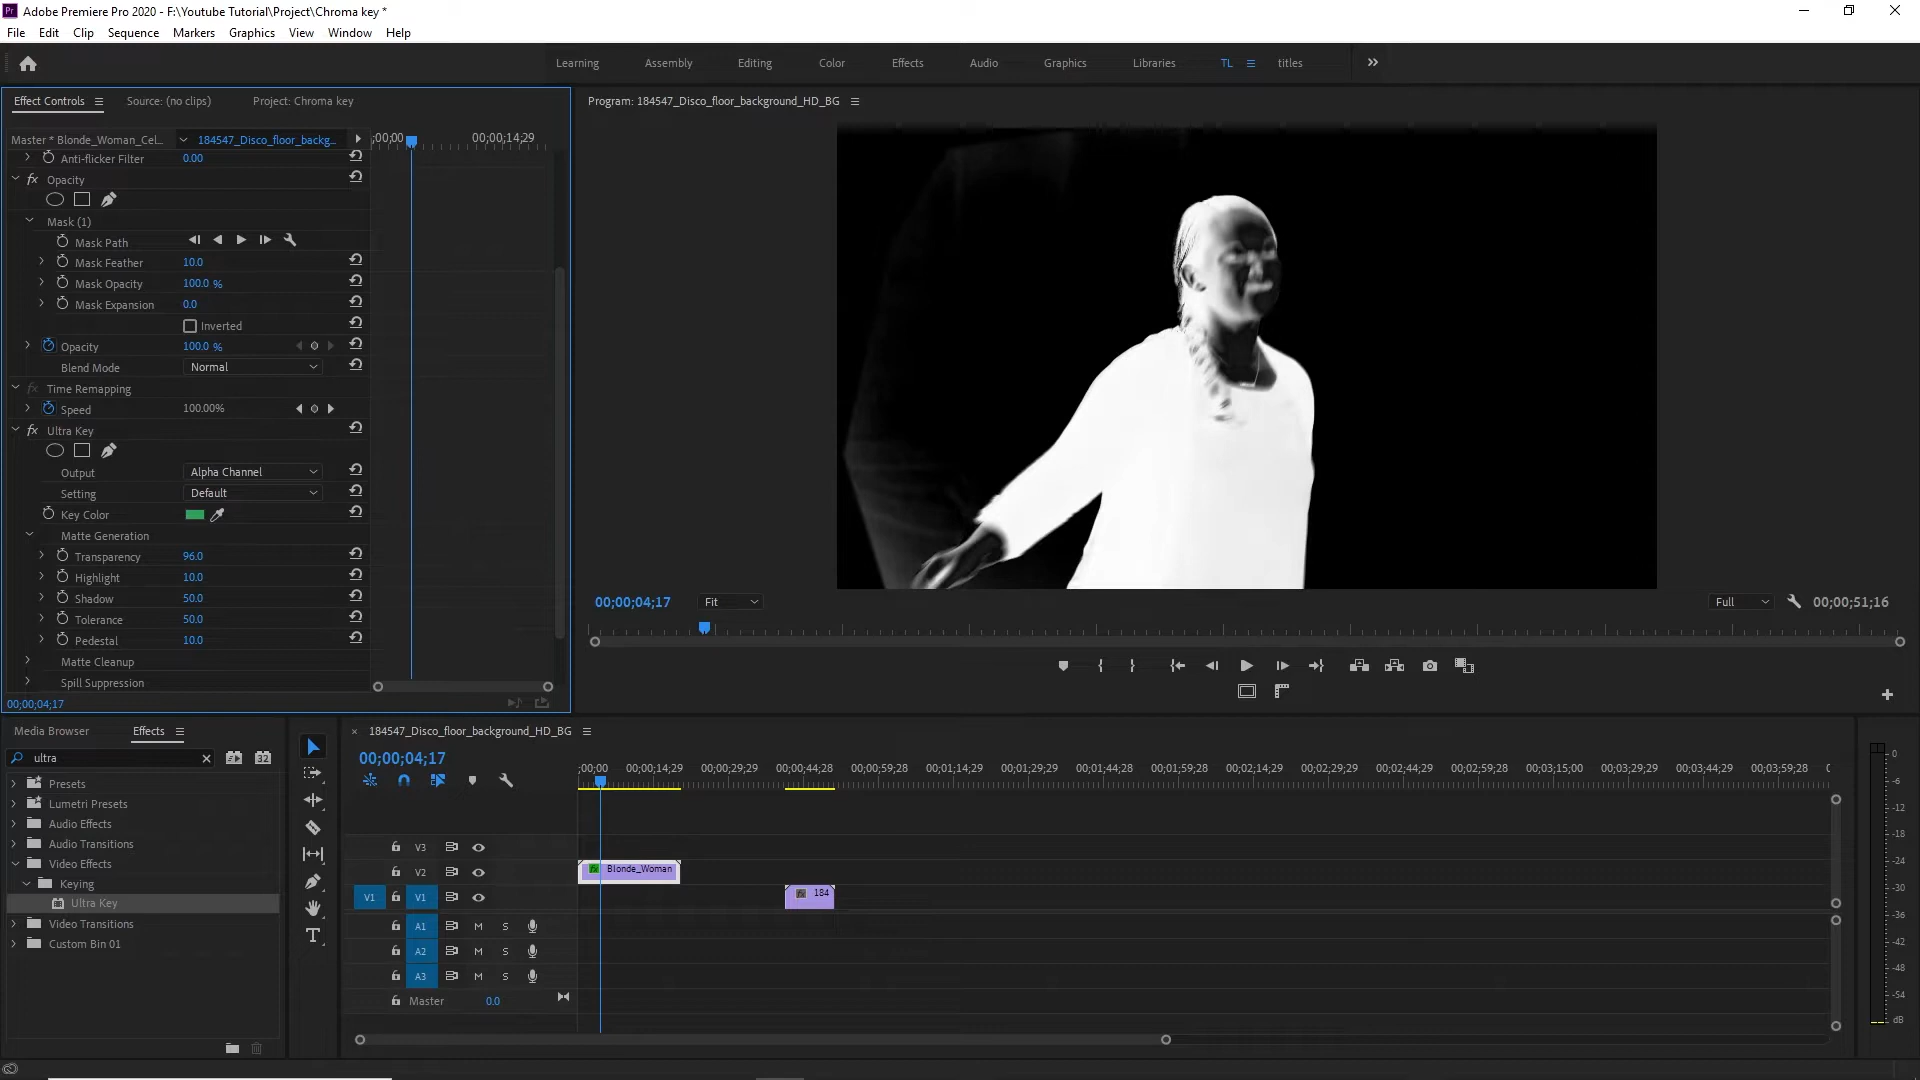 Adobe Premiere Pro 2020 - F:\Youtube Tutorial\Project\Chroma key *
File Edit Clip Sequence Markers Graphics View Window Help
Learning Assembly Editing Color Effects Audio Graphics Libraries TL titles
Effect Controls Source: (no clips) Project: Chroma key
Program: 184547_Disco_floor_background_HD_BG
Master * Blonde_Woman_Cel... 184547_Disco_floor_backg... ;00;00 00;00;14;29
Anti-flicker Filter 0.00
fx Opacity
Mask (1)
Mask Path
Mask Feather 10.0
Mask Opacity 100.0 %
Mask Expansion 0.0
Inverted
Opacity 100.0 %
Blend Mode Normal
fx Time Remapping
Speed 100.00%
fx Ultra Key
Output Alpha Channel
Setting Default
Key Color
Matte Generation
Transparency 96.0
Highlight 10.0
Shadow 50.0
Tolerance 50.0
Pedestal 10.0
Matte Cleanup
Spill Suppression
00;00;04;17
00;00;04;17 Fit Full 00;00;51;16
Media Browser Effects
ultra 32
Presets
Lumetri Presets
Audio Effects
Audio Transitions
Video Effects
Keying
Ultra Key
Video Transitions
Custom Bin 01
184547_Disco_floor_background_HD_BG
00;00;04;17
;00;00 00;00;14;29 00;00;29;29 00;00;44;28 00;00;59;28 00;01;14;29 00;01;29;29 00;01;44;28 00;01;59;28 00;02;14;29 00;02;29;29 00;02;44;28 00;02;59;28 00;03;15;00 00;03;29;29 00;03;44;29 00;03;59;28
V3
V2 fx Blonde_Woman
V1 V1 fx 184
A1 M S
A2 M S
A3 M S
Master 0.0
0
-6
-12
-18
-24
-30
-36
-42
-48
-54
dB